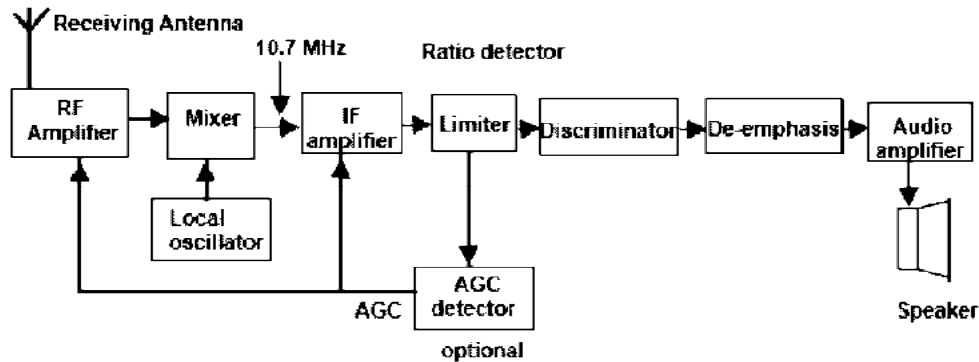 Receiving Antenna
10.7 MHz
Ratio detector
RF
Amplifier
Mixer
IF
amplifier
Limiter
Discriminator
De-emphasis
Audio
amplifier
Local
oscillator
AGC
AGC
detector
optional
Speaker